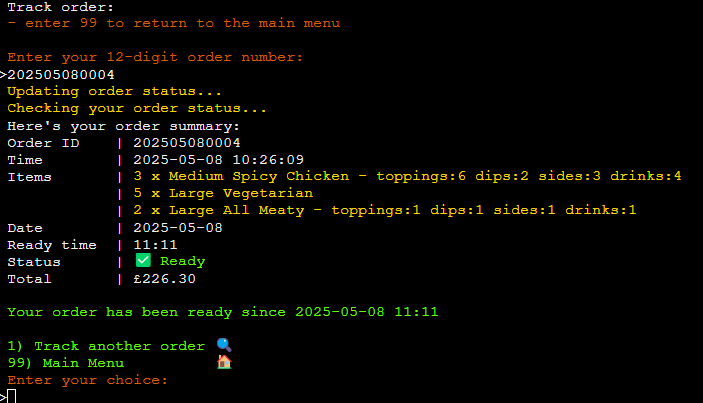 Track order:
- enter 99 to return to the main menu
Enter your 12-digit order number:
>202505080004
Updating order status...
Checking your order status...
Here's your order summary:
Order ID | 202505080004
Time | 2025-05-08 10:26:09
Items | 3 x Medium Spicy Chicken - toppings:6 dips:2 sides:3 drinks:4
| 5 x Large Vegetarian
| 2 x Large All Meaty - toppings:1 dips:1 sides:1 drinks:1
Date | 2025-05-08
Ready time | 11:11
Status | ✅ Ready
Total | £226.30
Your order has been ready since 2025-05-08 11:11
1) Track another order 🔍
99) Main Menu 🏠
Enter your choice:
>